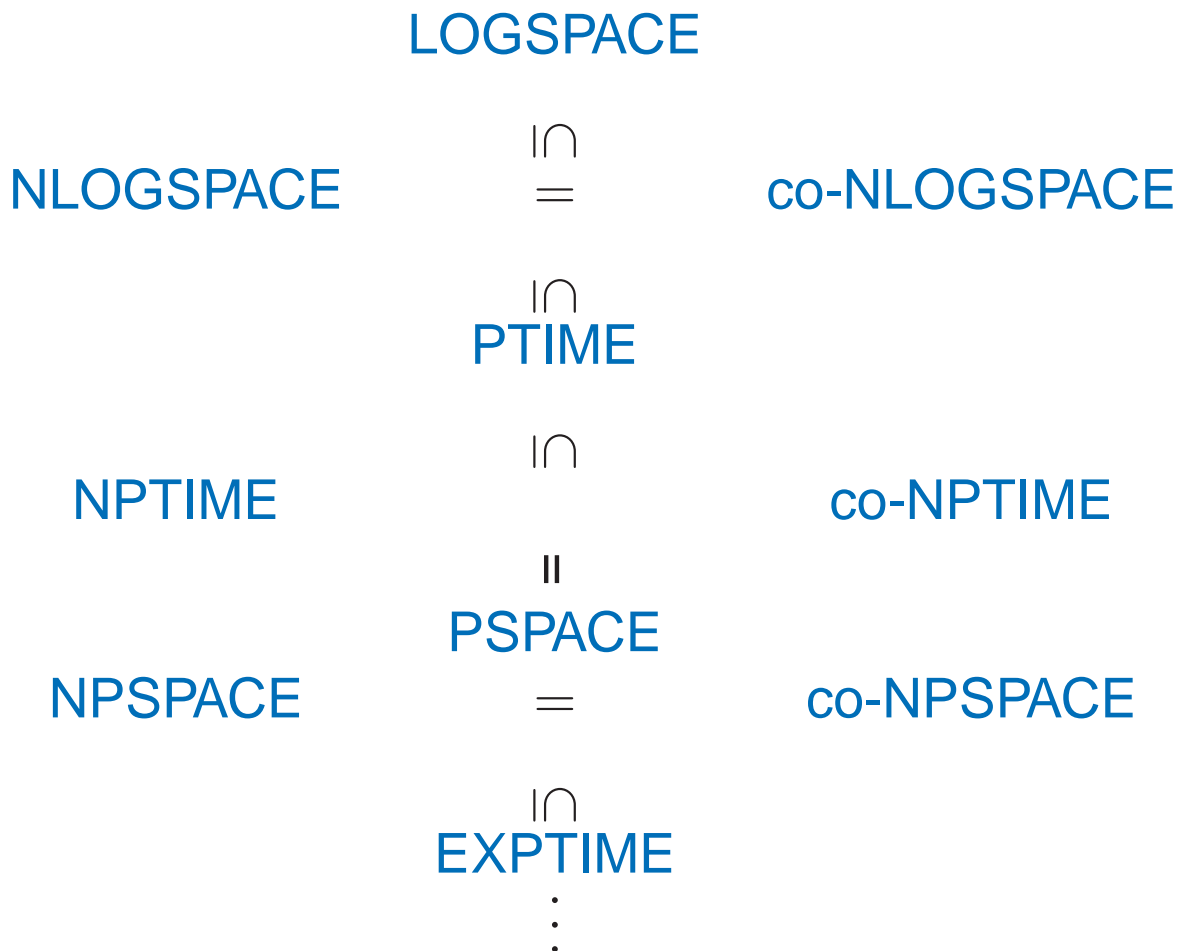 LOGSPACE
⊆
NLOGSPACE = co-NLOGSPACE
⊆
PTIME
⊆
NPTIME co-NPTIME
=
PSPACE
NPSPACE = co-NPSPACE
⊆
EXPTIME
⋮